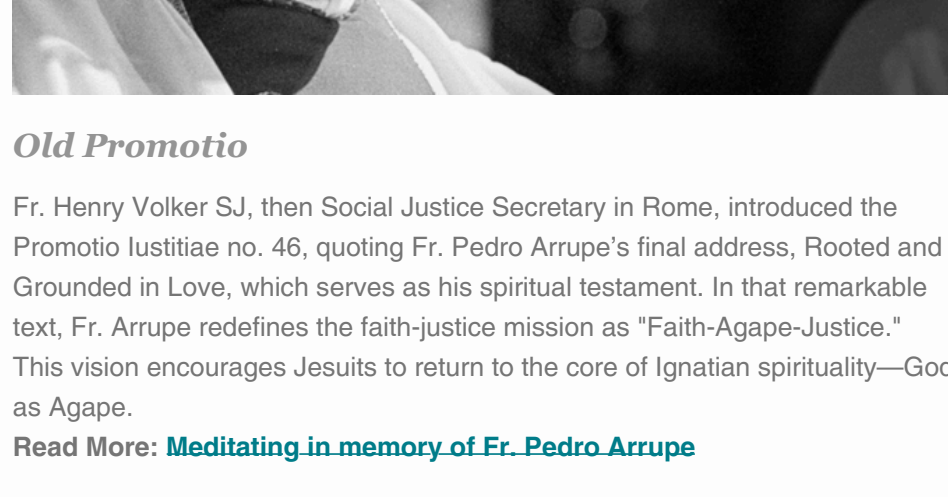 Old Promotio
Fr. Henry Volker SJ, then Social Justice Secretary in Rome, introduced the
Promotio Iustitiae no. 46, quoting Fr. Pedro Arrupe’s final address, Rooted and
Grounded in Love, which serves as his spiritual testament. In that remarkable
text, Fr. Arrupe redefines the faith-justice mission as "Faith-Agape-Justice."
This vision encourages Jesuits to return to the core of Ignatian spirituality—God
as Agape.
Read More: Meditating in memory of Fr. Pedro Arrupe